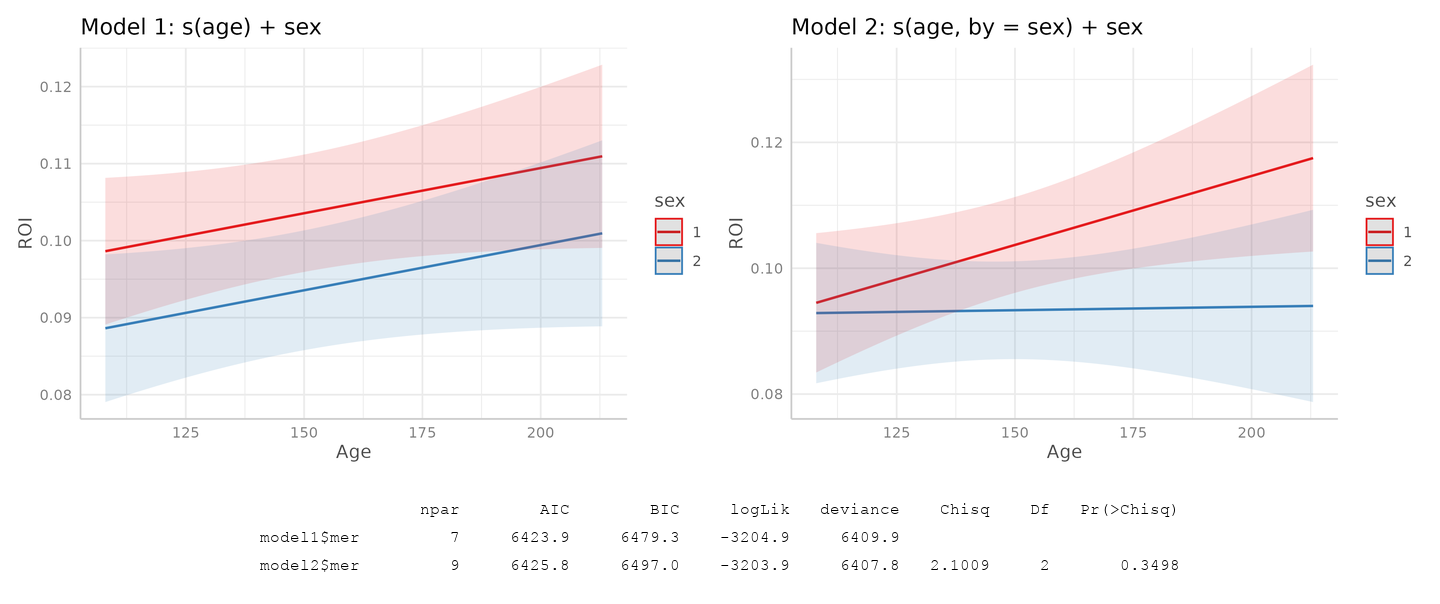 Model 1: s(age) + sex
0.12
0.11
0.10
0.09
0.08
ROI
125 150 175 200
Age
sex
1
2
Model 2: s(age, by = sex) + sex
0.12
0.10
0.08
ROI
125 150 175 200
Age
sex
1
2
npar AIC BIC logLik deviance Chisq Df Pr(>Chisq)
model1$mer 7 6423.9 6479.3 -3204.9 6409.9
model2$mer 9 6425.8 6497.0 -3203.9 6407.8 2.1009 2 0.3498